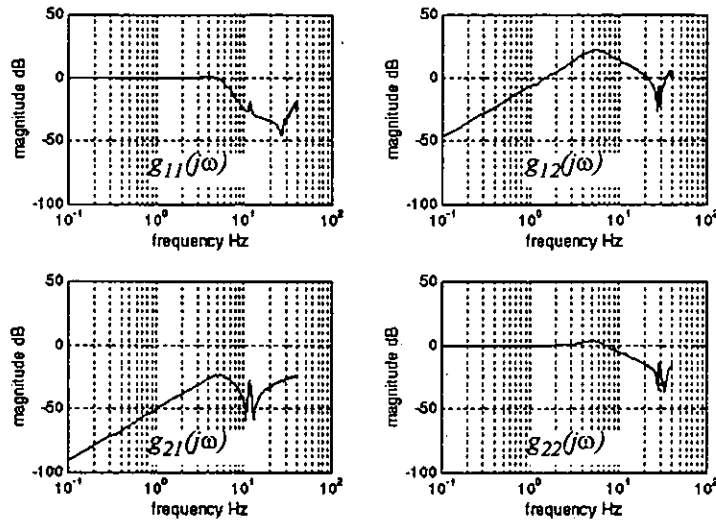 50
0
-50
-100
magnitude dB
g11(jω)
10^-1
10^0
10^1
10^2
frequency Hz
50
0
-50
-100
magnitude dB
g12(jω)
10^-1
10^0
10^1
10^2
frequency Hz
50
0
-50
-100
magnitude dB
g21(jω)
10^-1
10^0
10^1
10^2
frequency Hz
50
0
-50
-100
magnitude dB
g22(jω)
10^-1
10^0
10^1
10^2
frequency Hz